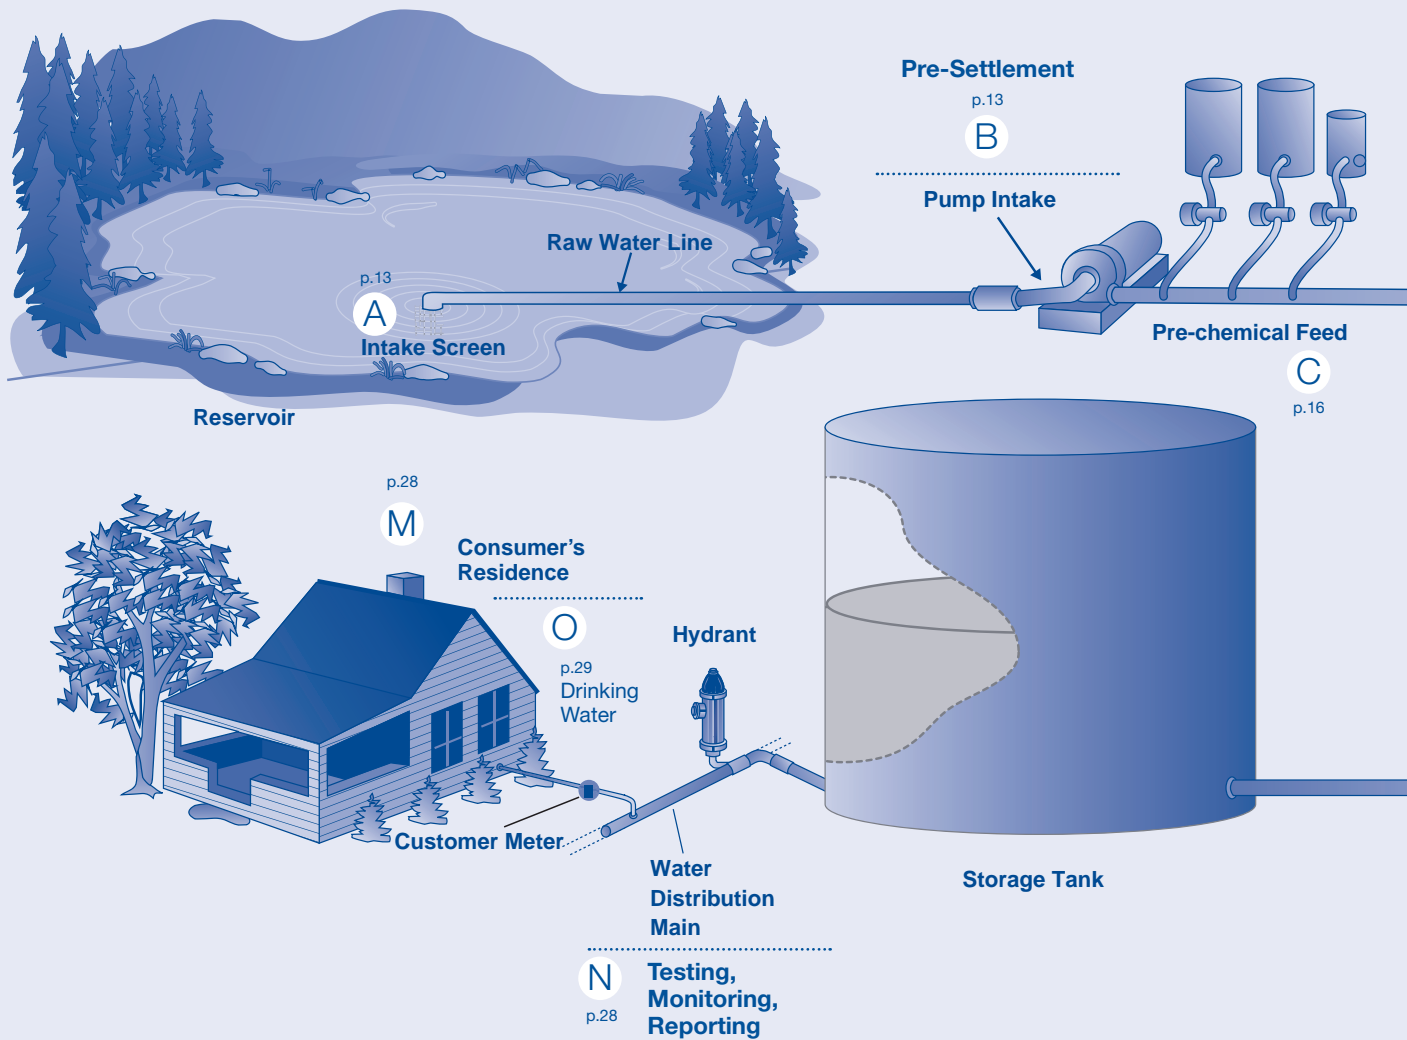 Pre-Settlement
p.13
B
Pump Intake
Raw Water Line
p.13
A
Intake Screen
Reservoir
Pre-chemical Feed
C
p.16
p.28
M
Consumer’s
Residence
O
p.29
Drinking
Water
Hydrant
Customer Meter
Water
Distribution
Main
Storage Tank
N
p.28
Testing,
Monitoring,
Reporting